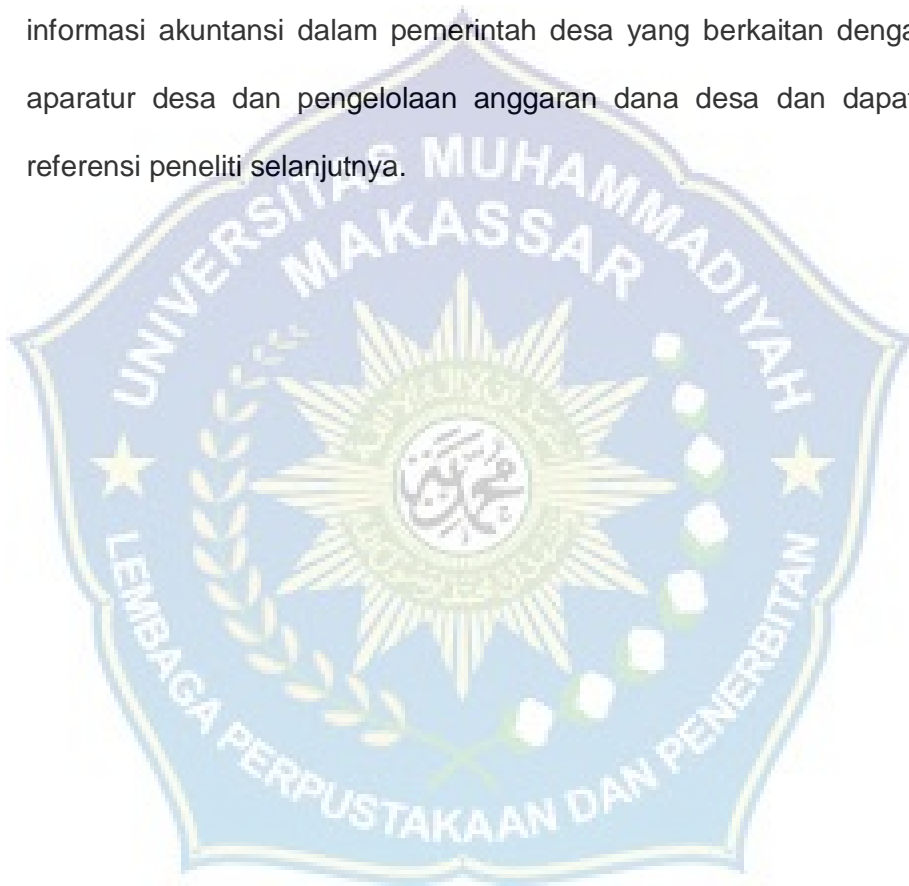 informasi akuntansi dalam pemerintah desa yang berkaitan denga
aparatur desa dan pengelolaan anggaran dana desa dan dapat
referensi peneliti selanjutnya.
UNIVERSITAS MUHAMMADIYAH
MAKASSAR
LEMBAGA PERPUSTAKAAN DAN PENERBITAN